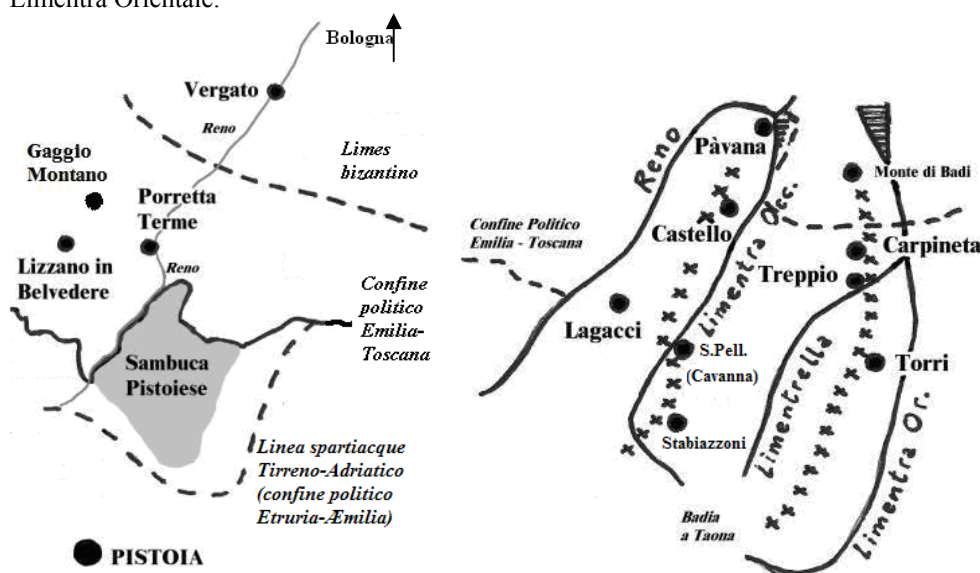 Limentra Orientale.
Bologna
Vergato
Reno
Limes
bizantino
Gaggio
Montano
Porretta
Terme
Lizzano in
Belvedere
Reno
Confine
politico
Emilia-
Toscana
Sambuca
Pistoiese
Linea spartiacque
Tirreno-Adriatico
(confine politico
Etruria-Æmilia)
PISTOIA
Reno
Pàvana
Monte di Badi
Confine Politico
Emilia - Toscana
Castello
Limentra Occ.
Carpineta
Treppio
Lagacci
S.Pell.
(Cavanna)
Torri
Limentrella
Stabiazzoni
Limentra Or.
Badia
a Taona